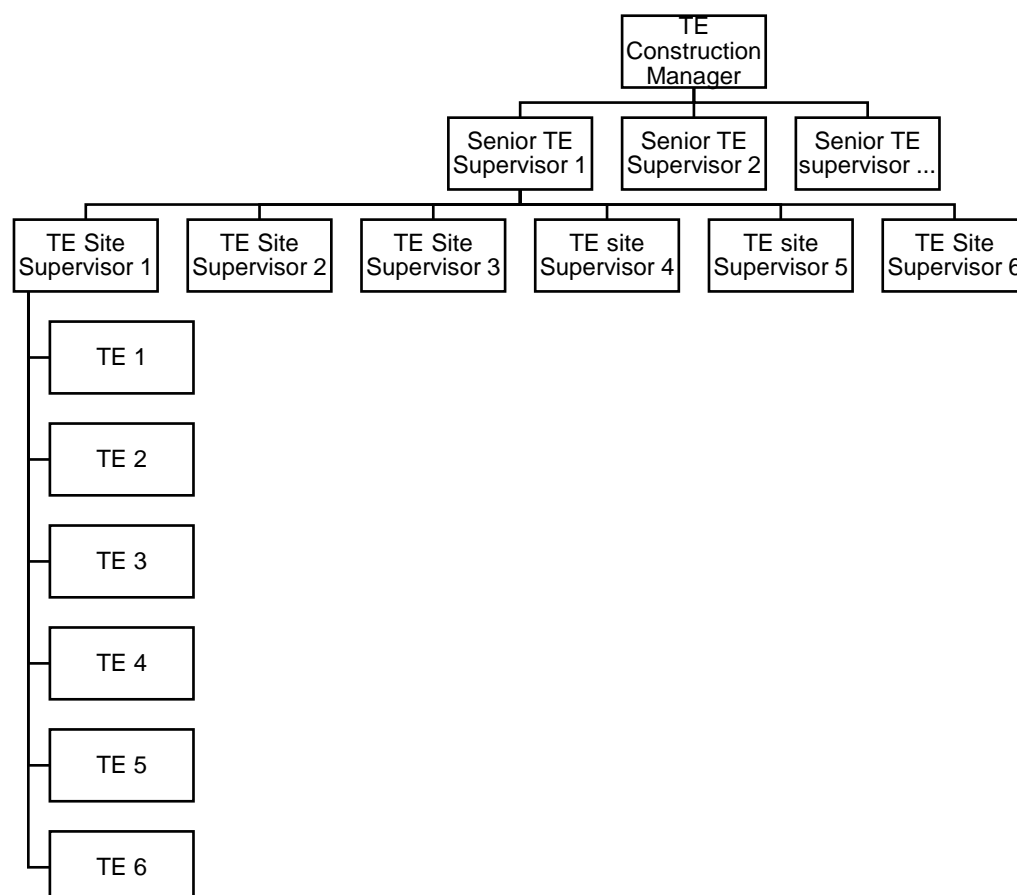 TE
Construction
Manager
Senior TE
Supervisor 1
Senior TE
Supervisor 2
Senior TE
supervisor ...
TE Site
Supervisor 1
TE Site
Supervisor 2
TE Site
Supervisor 3
TE site
Supervisor 4
TE site
Supervisor 5
TE Site
Supervisor 6
TE 1
TE 2
TE 3
TE 4
TE 5
TE 6